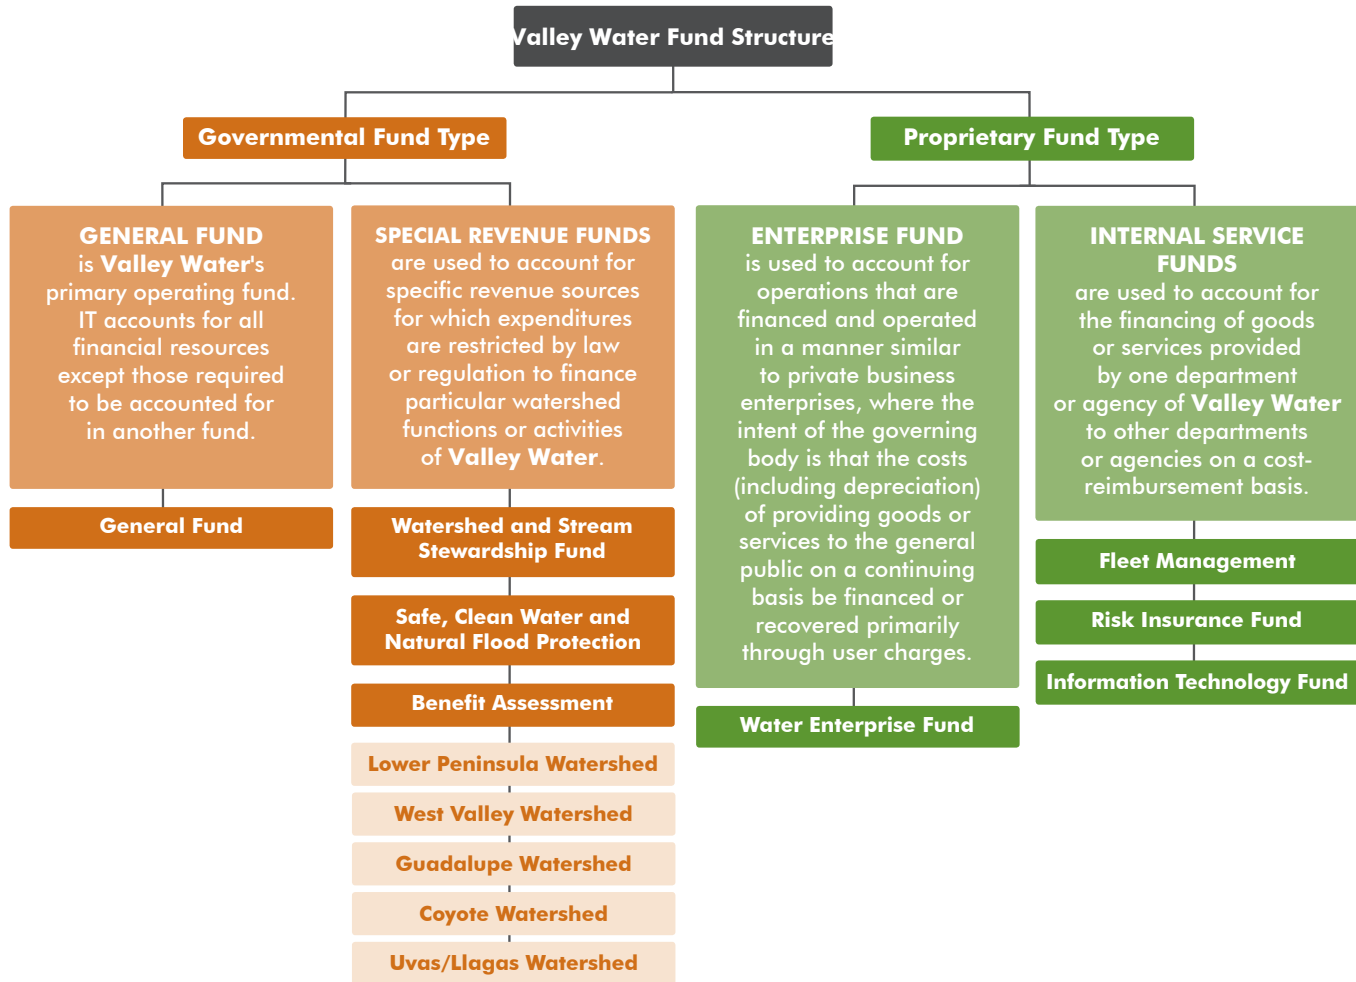 Valley Water Fund Structure
Governmental Fund Type
Proprietary Fund Type
GENERAL FUND
is Valley Water's
primary operating fund.
IT accounts for all
financial resources
except those required
to be accounted for
in another fund.
SPECIAL REVENUE FUNDS
are used to account for
specific revenue sources
for which expenditures
are restricted by law
or regulation to finance
particular watershed
functions or activities
of Valley Water.
ENTERPRISE FUND
is used to account for
operations that are
financed and operated
in a manner similar
to private business
enterprises, where the
intent of the governing
body is that the costs
(including depreciation)
of providing goods or
services to the general
public on a continuing
basis be financed or
recovered primarily
through user charges.
INTERNAL SERVICE
FUNDS
are used to account for
the financing of goods
or services provided
by one department
or agency of Valley Water
to other departments
or agencies on a cost-
reimbursement basis.
General Fund
Watershed and Stream
Stewardship Fund
Safe, Clean Water and
Natural Flood Protection
Benefit Assessment
Lower Peninsula Watershed
West Valley Watershed
Guadalupe Watershed
Coyote Watershed
Uvas/Llagas Watershed
Water Enterprise Fund
Fleet Management
Risk Insurance Fund
Information Technology Fund